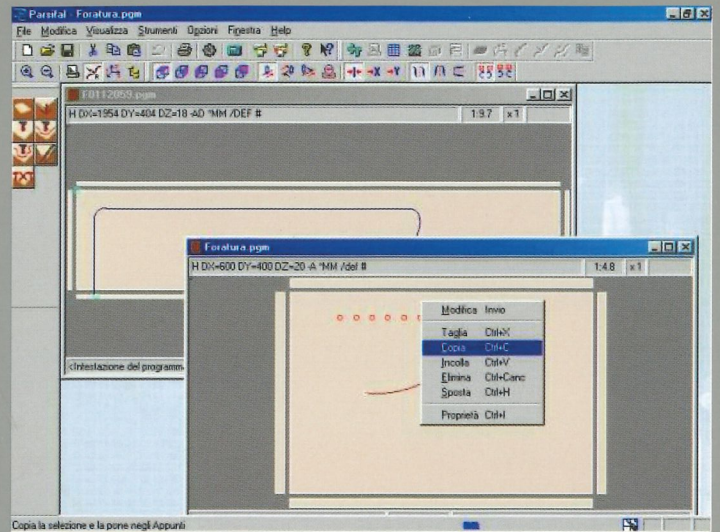 Parsifal - Foratura.pgm
File Modifica Visualizza Strumenti Opzioni Finestra Help
F0112059.pgm
H DX=1954 DY=404 DZ=18 -AD *MM /DEF # 1:9.7 x 1
TXT
Foratura.pgm
H DX=600 DY=400 DZ=20 -A *MM /def # 1:4.8 x 1
Modifica Invio
Taglia Ctrl+X
Copia Ctrl+C
Incolla Ctrl+V
Elimina Ctrl+Canc
Sposta Ctrl+H
Proprietà Ctrl+I
<Intestazione del programm
Copia la selezione e la pone negli Appunti